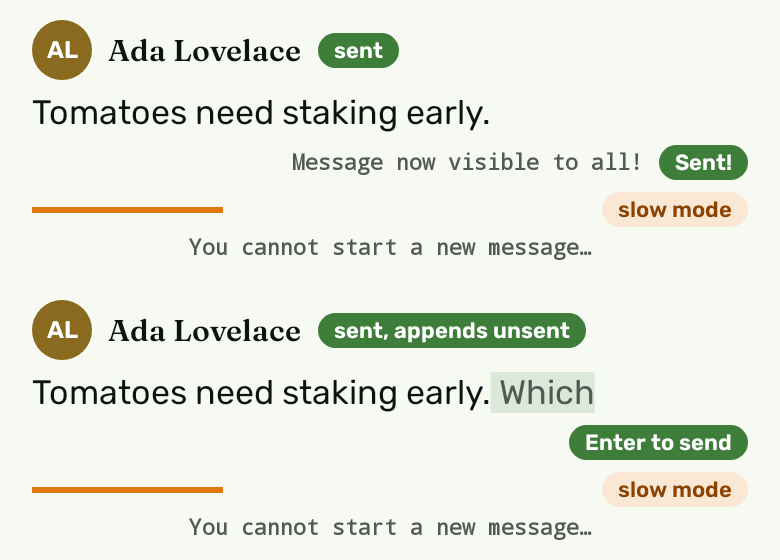 AL Ada Lovelace sent
Tomatoes need staking early.
Message now visible to all! Sent!
slow mode
You cannot start a new message…
AL Ada Lovelace sent, appends unsent
Tomatoes need staking early. Which
Enter to send
slow mode
You cannot start a new message…